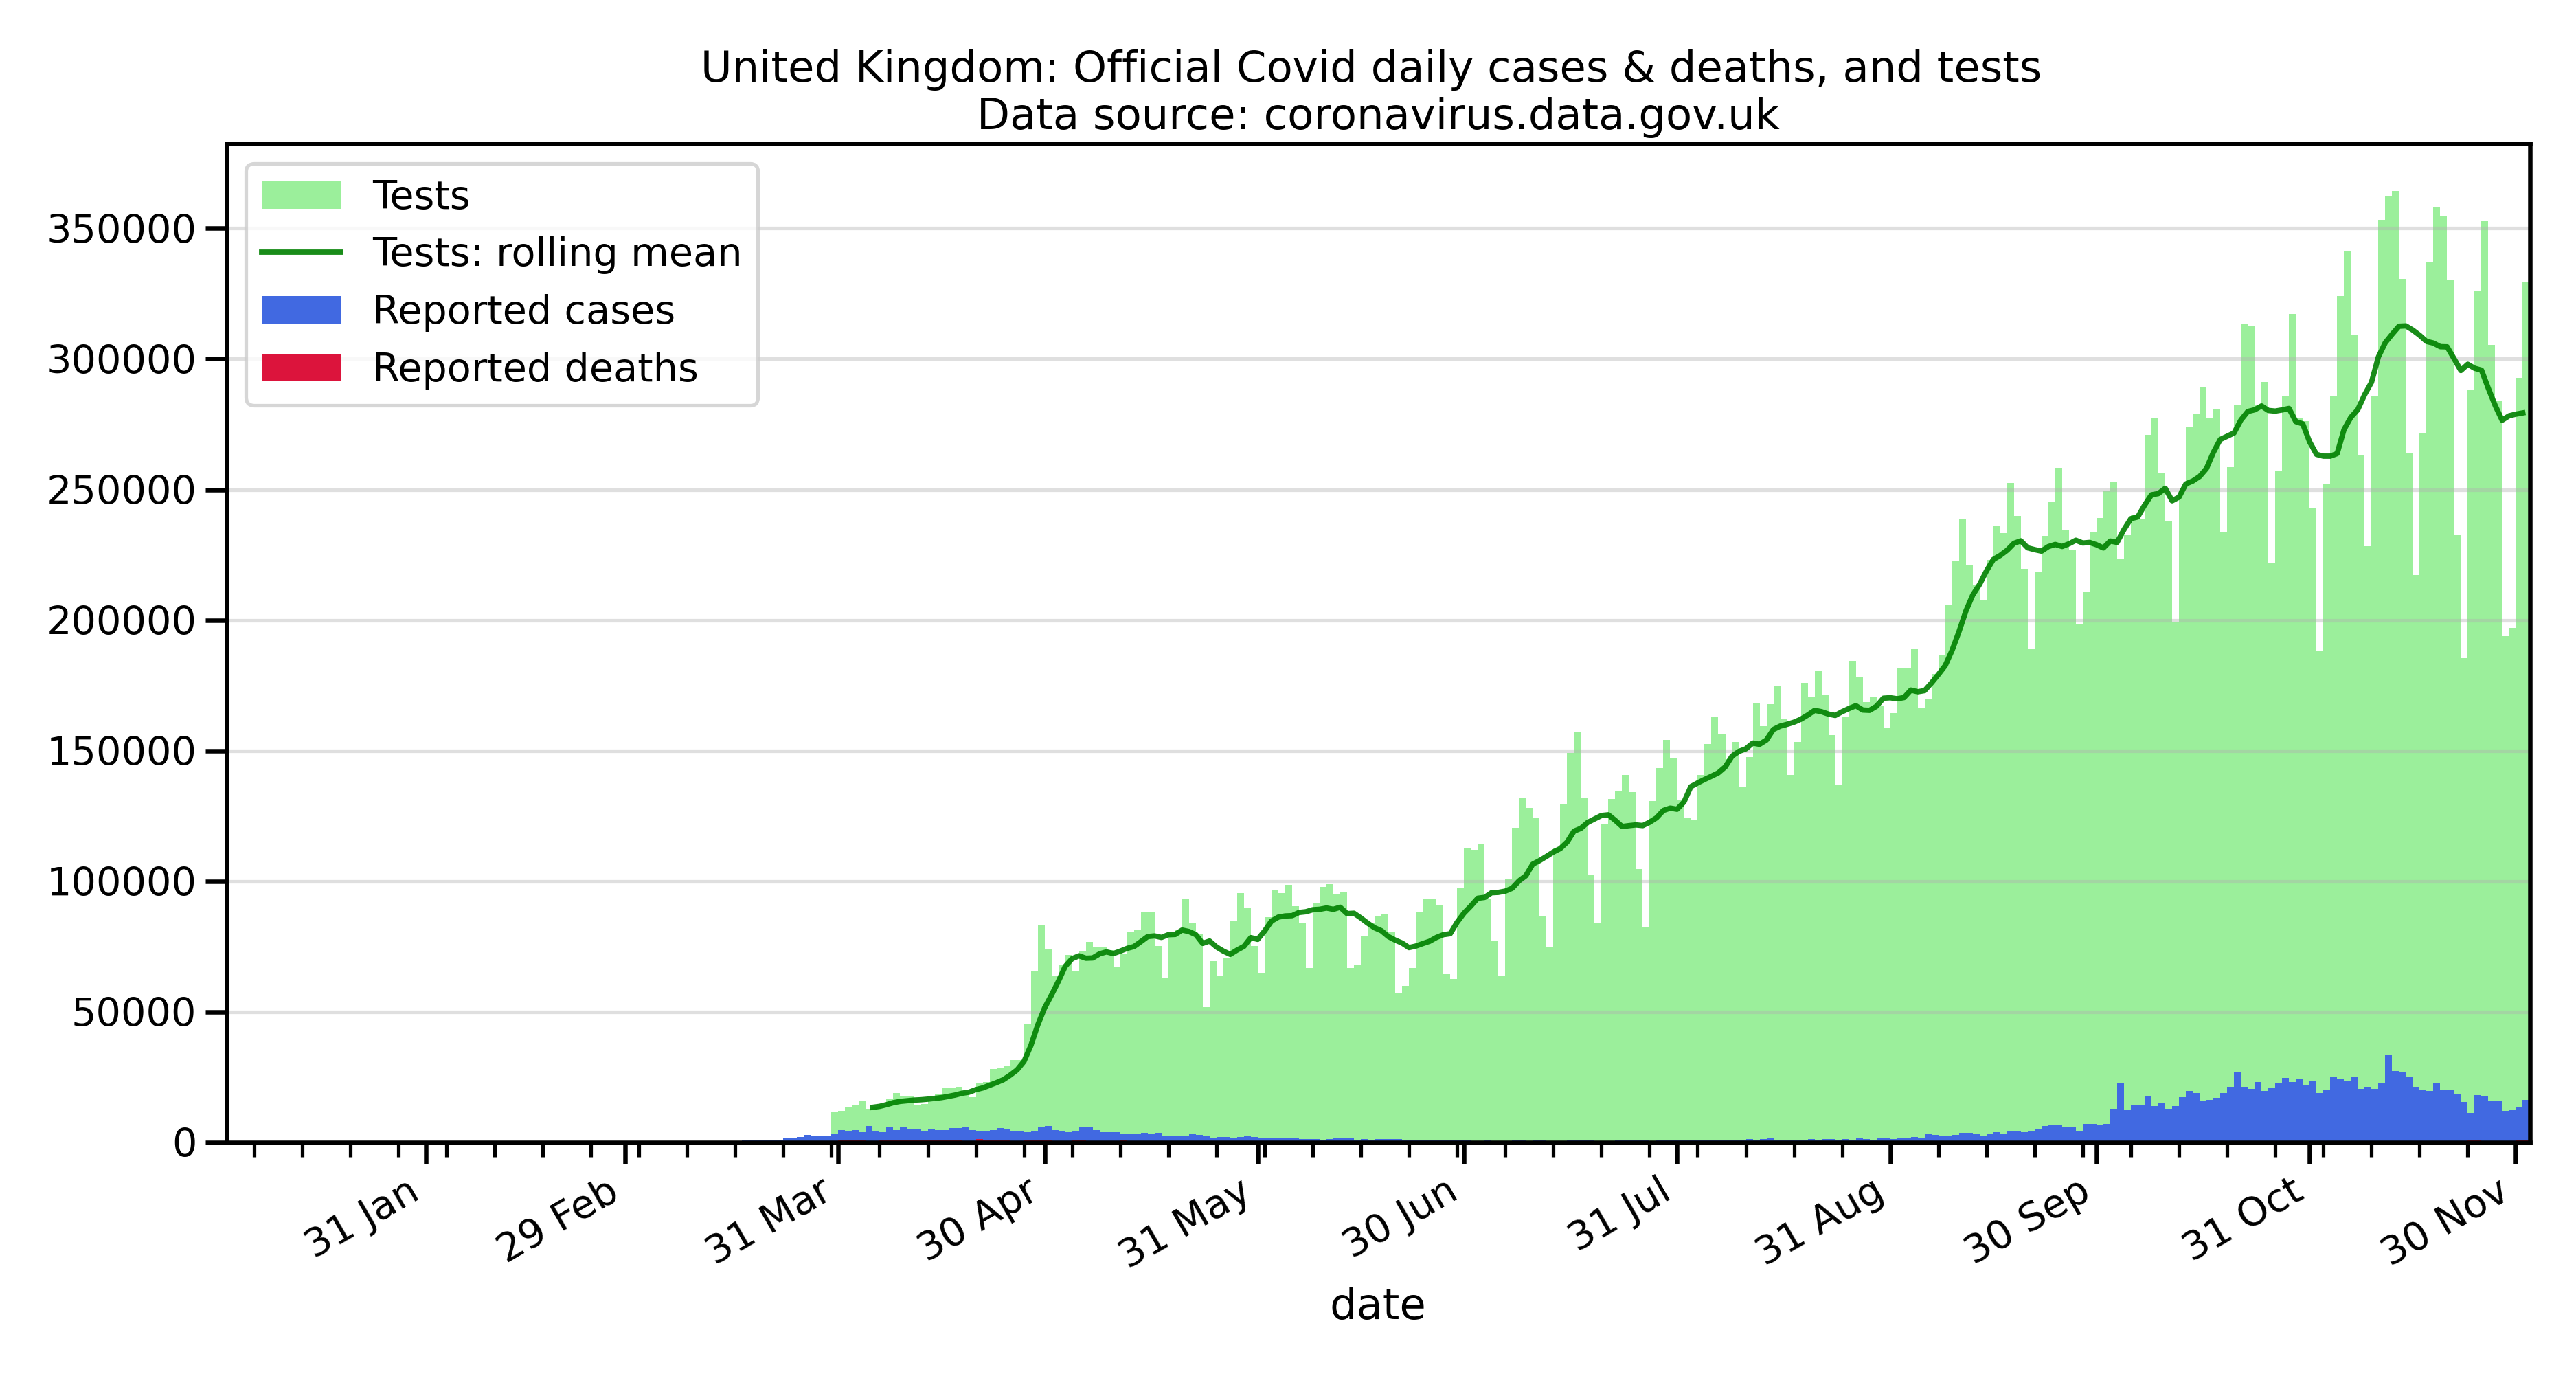 United Kingdom: Official Covid daily cases & deaths, and tests
Data source: coronavirus.data.gov.uk
Tests
Tests: rolling mean
Reported cases
Reported deaths
350000
300000
250000
200000
150000
100000
50000
0
31 Jan
29 Feb
31 Mar
30 Apr
31 May
30 Jun
31 Jul
31 Aug
30 Sep
31 Oct
30 Nov
date